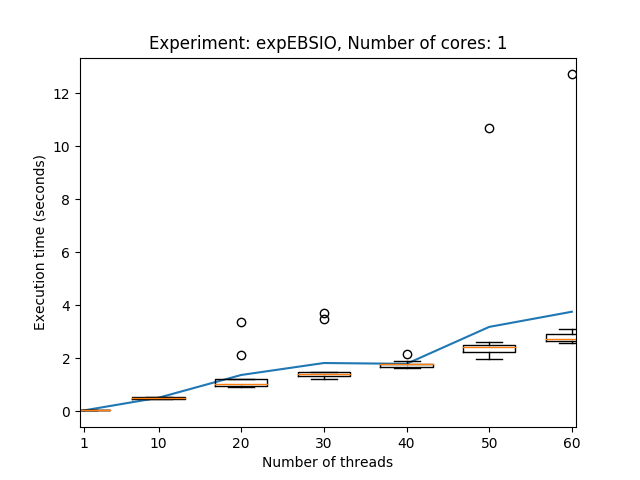 Experiment: expEBSIO, Number of cores: 1
Execution time (seconds)
12
10
8
6
4
2
0
1 10 20 30 40 50 60
Number of threads